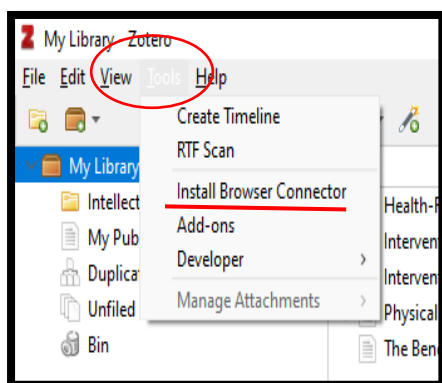 My Library - Zotero
File Edit View Tools Help
Create Timeline
RTF Scan
Install Browser Connector
Add-ons
Developer
Manage Attachments
My Library
Intellect
My Pub
Duplica
Unfiled
Bin
Health-F
Interven
Interven
Physical
The Bene